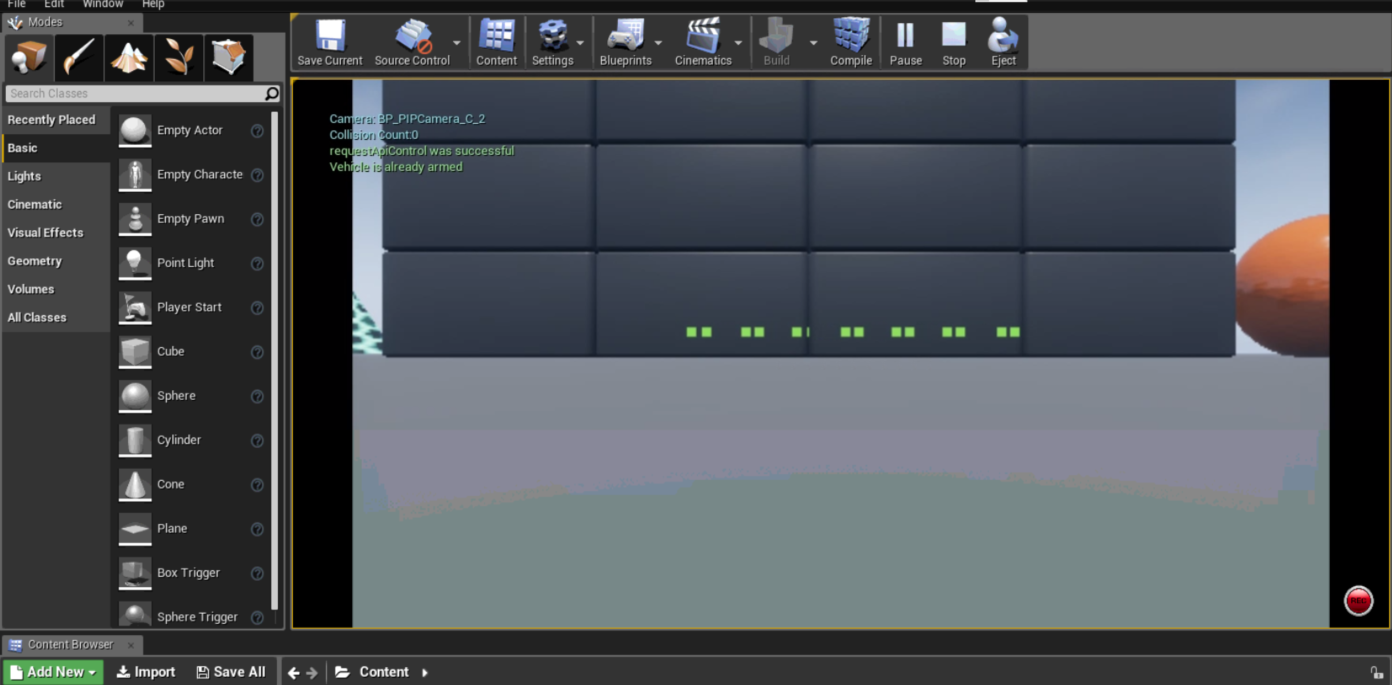 File Edit Window Help
Modes
Save Current Source Control Content Settings Blueprints Cinematics Build Compile Pause Stop Eject
Search Classes
Recently Placed
Basic
Lights
Cinematic
Visual Effects
Geometry
Volumes
All Classes
Empty Actor
Empty Characte
Empty Pawn
Point Light
Player Start
Cube
Sphere
Cylinder
Cone
Plane
Box Trigger
Sphere Trigger
Camera: BP_PIPCamera_C_2
Collision Count:0
requestApiControl was successful
Vehicle is already armed
REC
Content Browser
Add New Import Save All Content